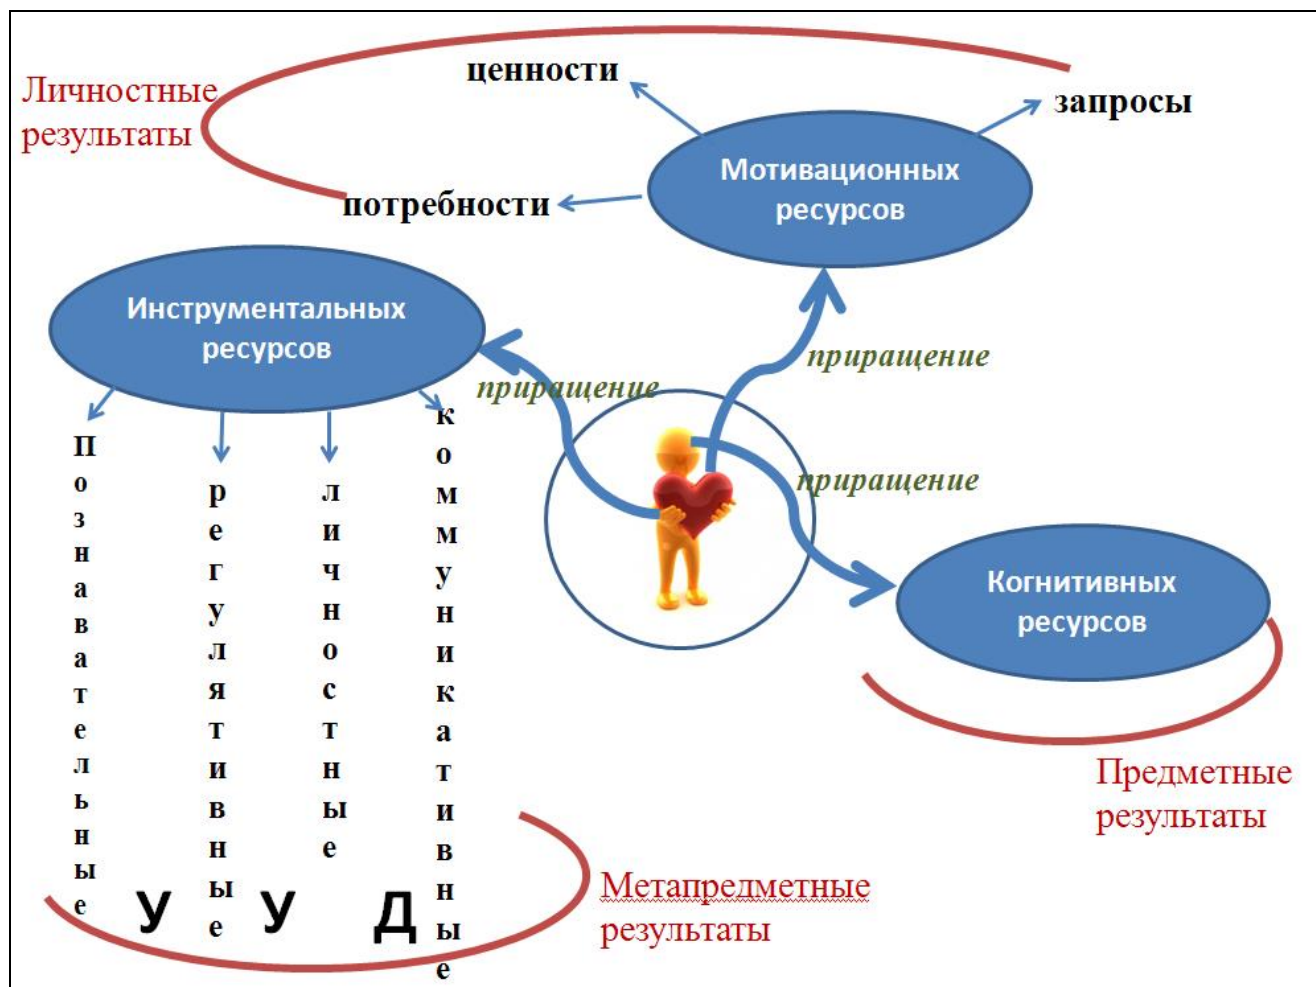 ценности
Личностные
результаты
запросы
Мотивационных
ресурсов
потребности
Инструментальных
ресурсов
приращение
приращение
приращение
Когнитивных
ресурсов
Познавательные
регулятивные
личностные
коммуникативные
У У Д
Предметные
результаты
Метапредметные
результаты